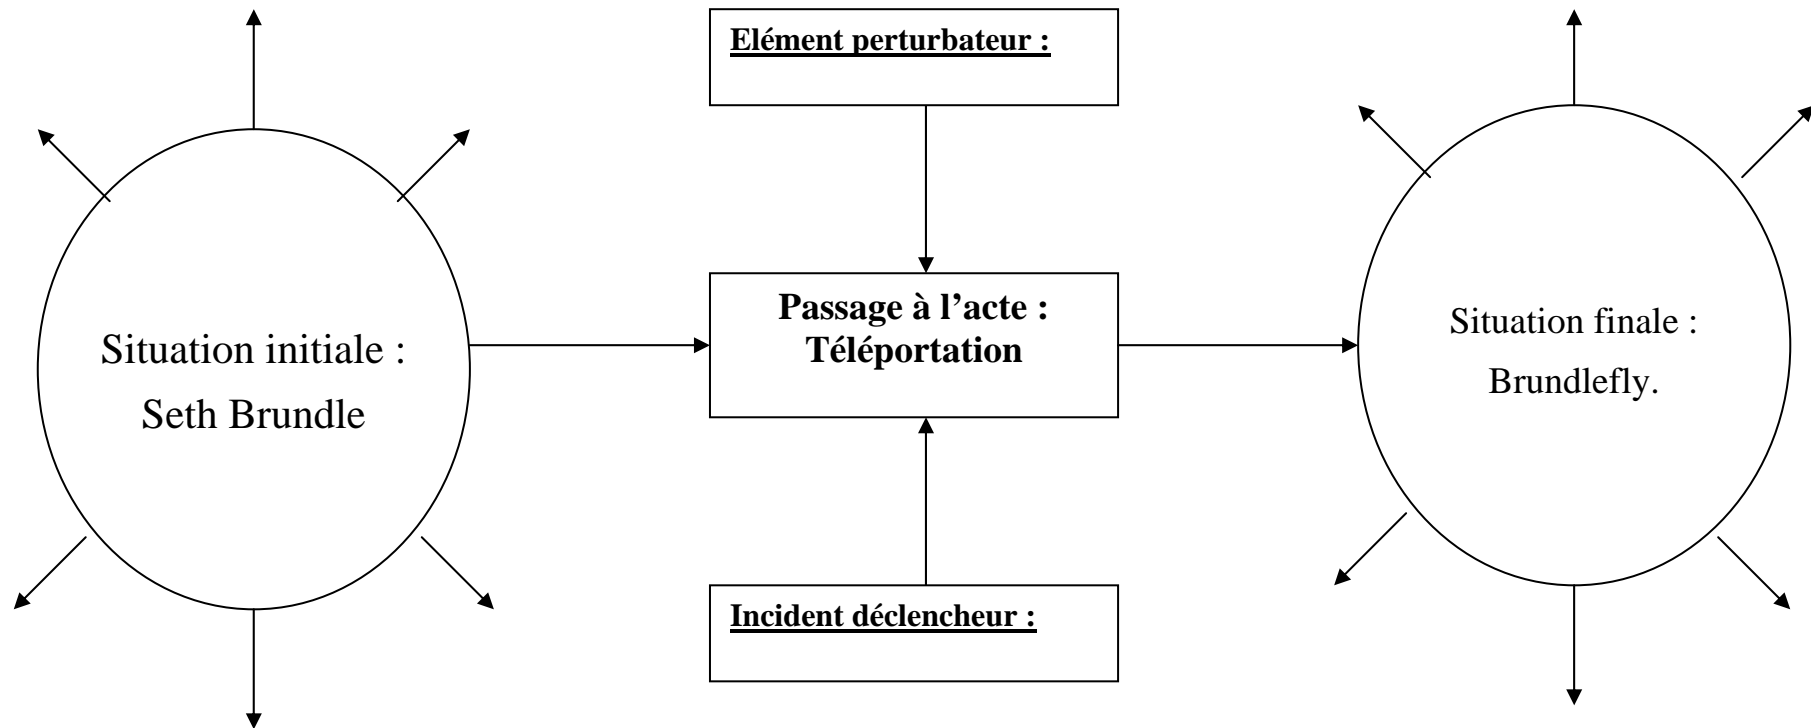 Elément perturbateur :
Situation initiale :
Seth Brundle
Passage à l’acte :
Téléportation
Situation finale :
Brundlefly.
Incident déclencheur :